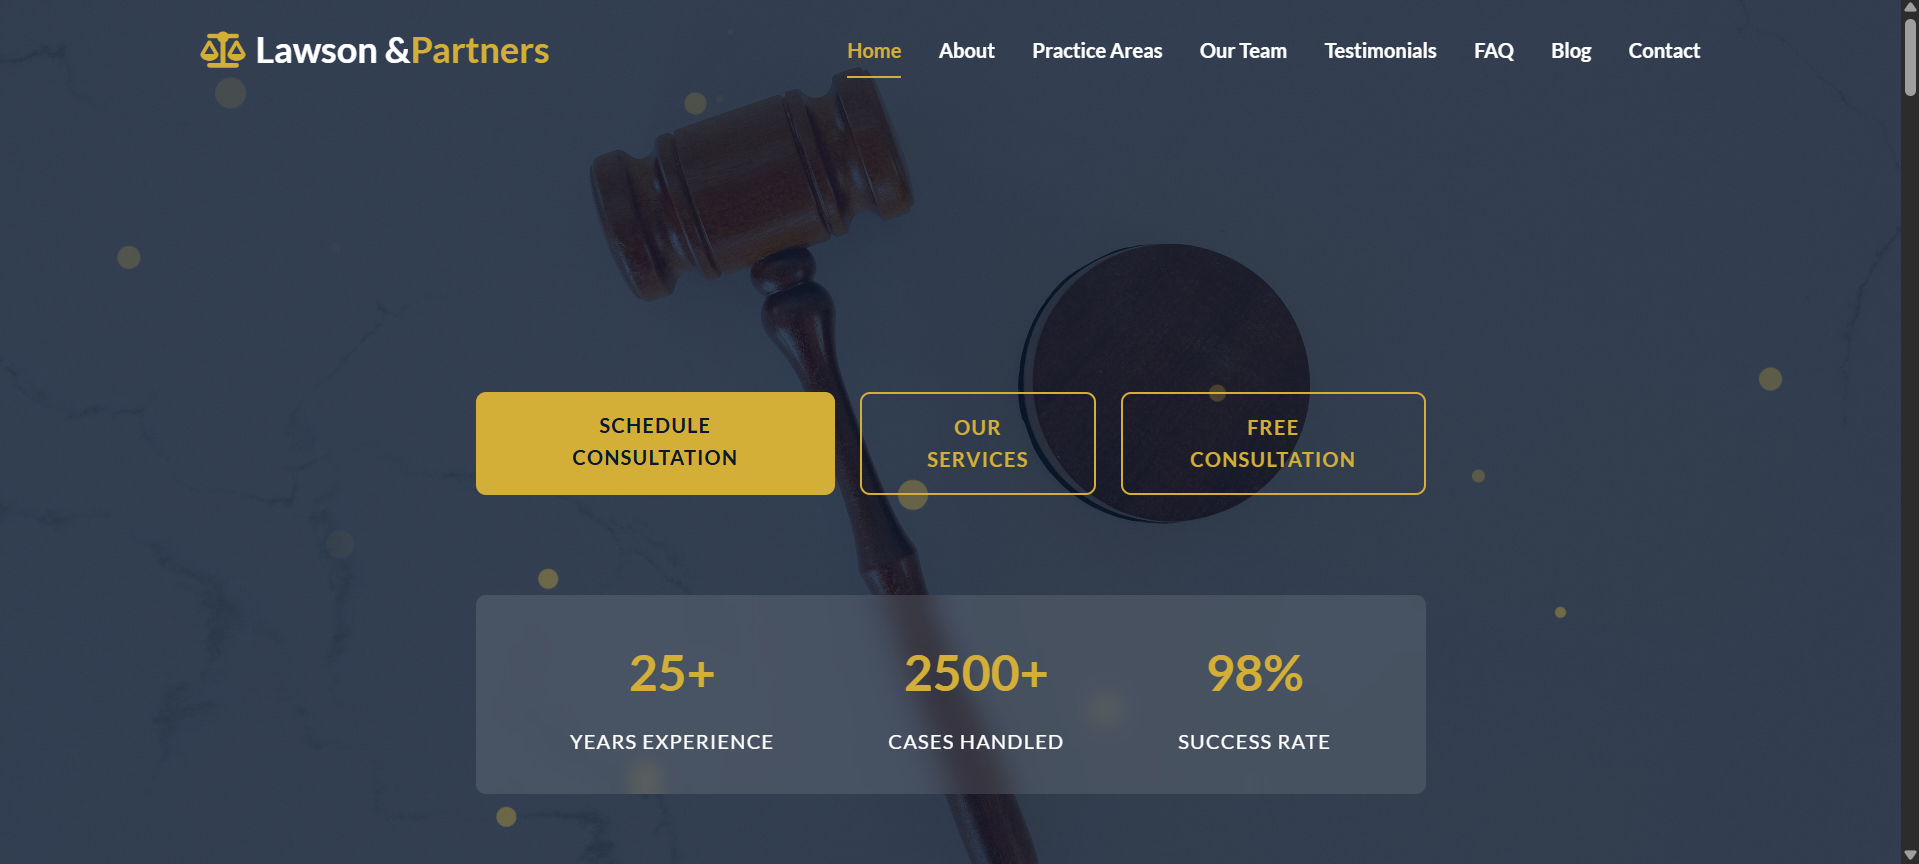 Lawson &Partners
Home About Practice Areas Our Team Testimonials FAQ Blog Contact
SCHEDULE
CONSULTATION
OUR
SERVICES
FREE
CONSULTATION
25+
YEARS EXPERIENCE
2500+
CASES HANDLED
98%
SUCCESS RATE